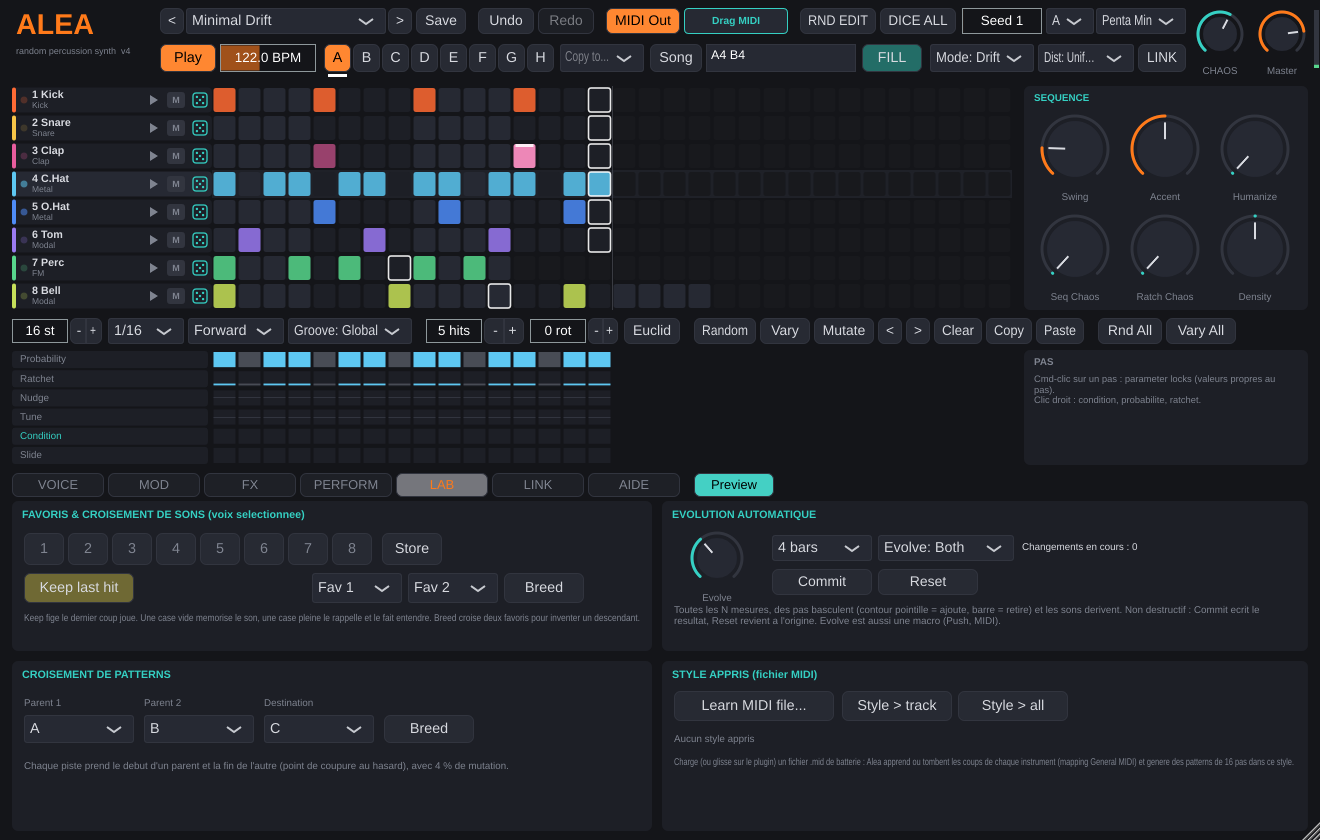 ALEA
random percussion synth v4
< Minimal Drift > Save Undo Redo MIDI Out Drag MIDI RND EDIT DICE ALL Seed 1 A Penta Min
Play 122.0 BPM A B C D E F G H Copy to... Song A4 B4 FILL Mode: Drift Dist: Unif... LINK
CHAOS Master
1 Kick
Kick
M
2 Snare
Snare
M
3 Clap
Clap
M
4 C.Hat
Metal
M
5 O.Hat
Metal
M
6 Tom
Modal
M
7 Perc
FM
M
8 Bell
Modal
M
SEQUENCE
Swing Accent Humanize
Seq Chaos Ratch Chaos Density
16 st - + 1/16 Forward Groove: Global 5 hits - + 0 rot - + Euclid Random Vary Mutate < > Clear Copy Paste Rnd All Vary All
Probability
Ratchet
Nudge
Tune
Condition
Slide
PAS
Cmd-clic sur un pas : parameter locks (valeurs propres au
pas).
Clic droit : condition, probabilite, ratchet.
VOICE MOD FX PERFORM LAB LINK AIDE Preview
FAVORIS & CROISEMENT DE SONS (voix selectionnee)
1 2 3 4 5 6 7 8 Store
Keep last hit Fav 1 Fav 2 Breed
Keep fige le dernier coup joue. Une case vide memorise le son, une case pleine le rappelle et le fait entendre. Breed croise deux favoris pour inventer un descendant.
EVOLUTION AUTOMATIQUE
4 bars Evolve: Both Changements en cours : 0
Commit Reset
Evolve
Toutes les N mesures, des pas basculent (contour pointille = ajoute, barre = retire) et les sons derivent. Non destructif : Commit ecrit le
resultat, Reset revient a l'origine. Evolve est aussi une macro (Push, MIDI).
CROISEMENT DE PATTERNS
Parent 1 Parent 2 Destination
A B C Breed
Chaque piste prend le debut d'un parent et la fin de l'autre (point de coupure au hasard), avec 4 % de mutation.
STYLE APPRIS (fichier MIDI)
Learn MIDI file... Style > track Style > all
Aucun style appris
Charge (ou glisse sur le plugin) un fichier .mid de batterie : Alea apprend ou tombent les coups de chaque instrument (mapping General MIDI) et genere des patterns de 16 pas dans ce style.